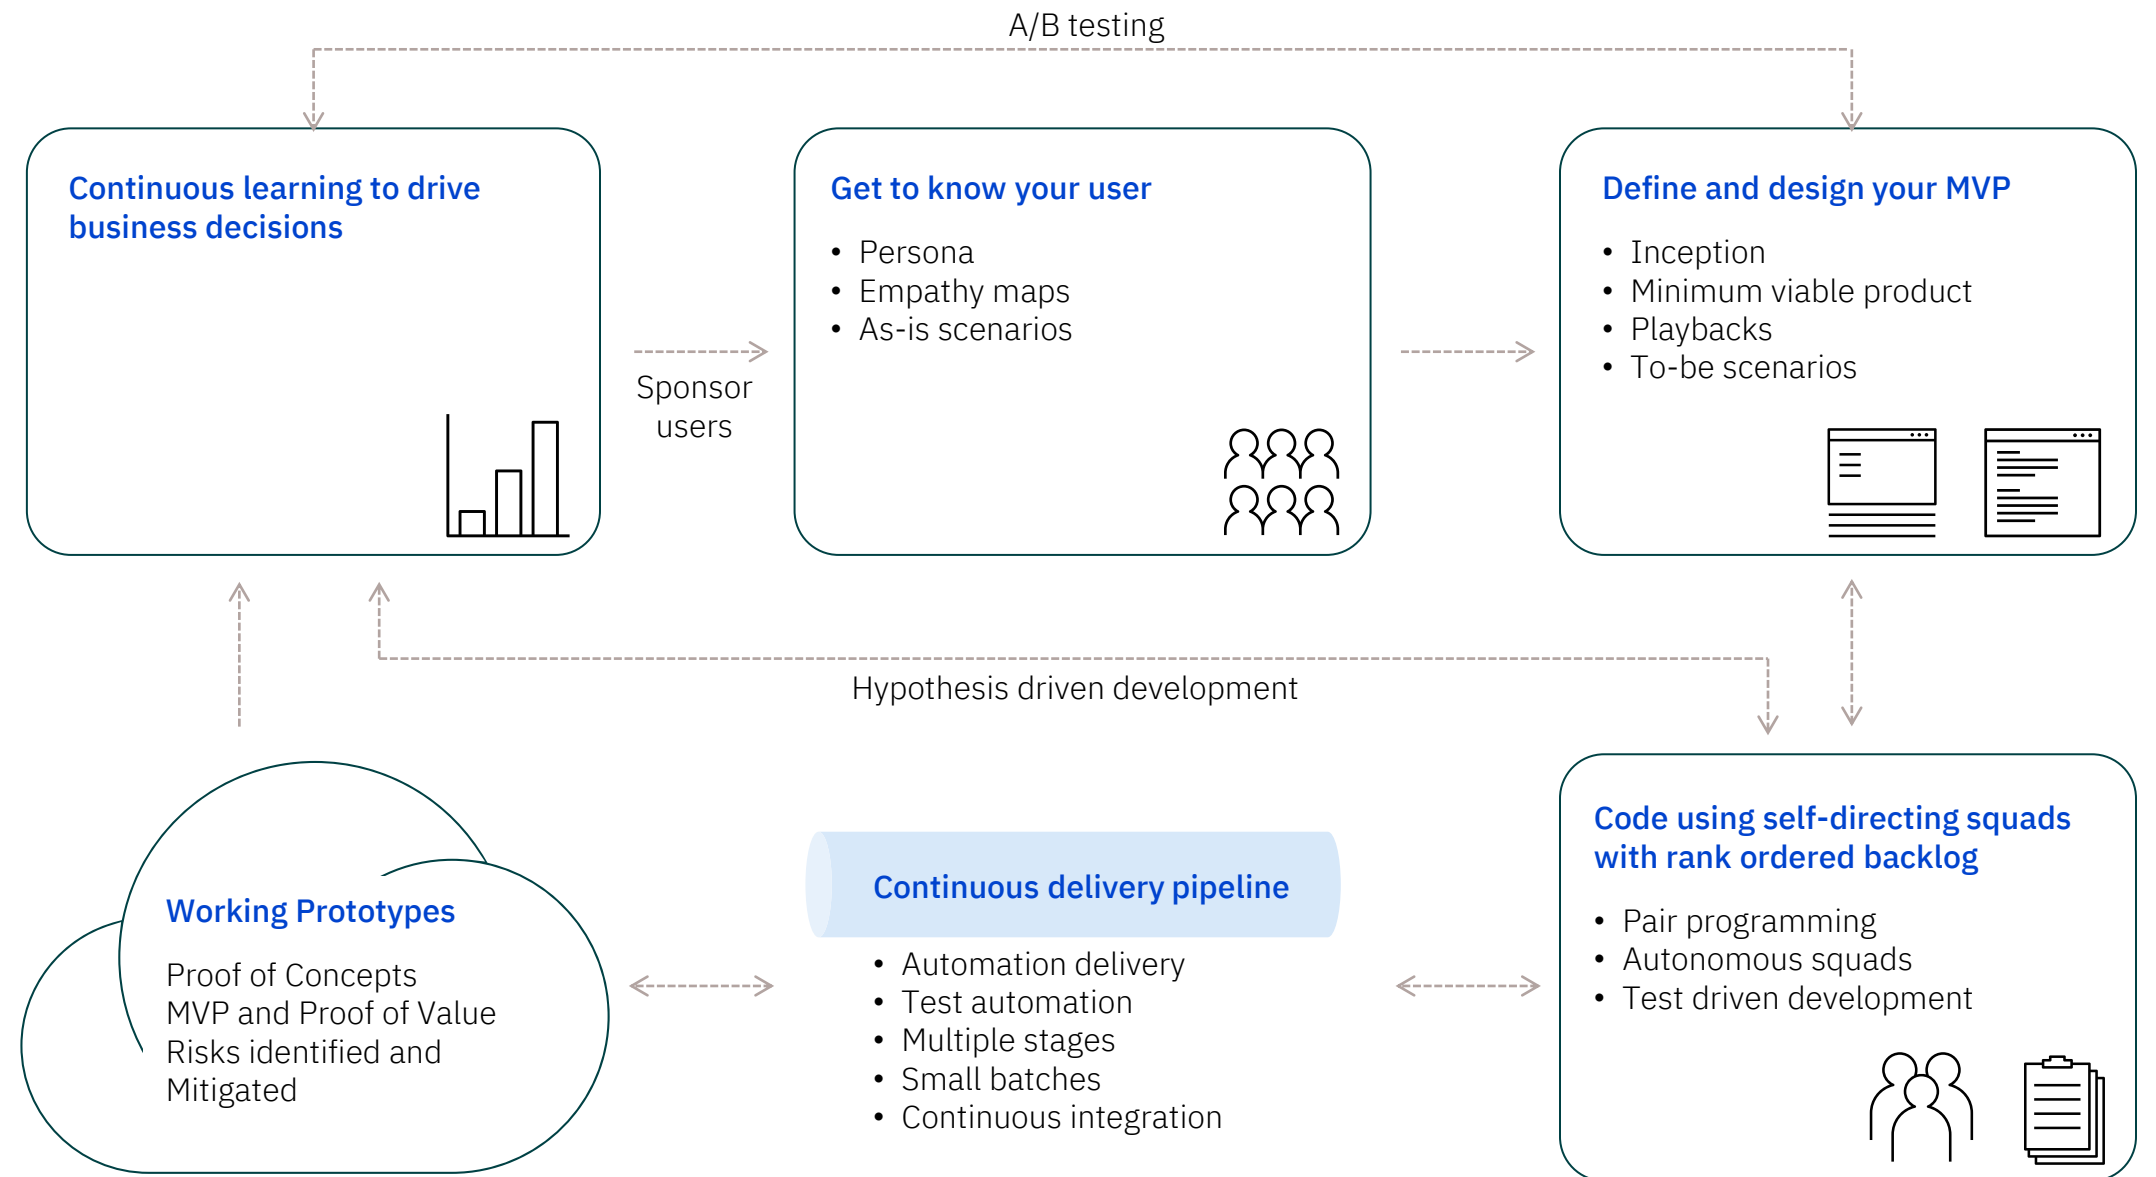 A/B testing
Continuous learning to drive
business decisions
Sponsor
users
Get to know your user
• Persona
• Empathy maps
• As-is scenarios
Define and design your MVP
• Inception
• Minimum viable product
• Playbacks
• To-be scenarios
Hypothesis driven development
Working Prototypes
Proof of Concepts
MVP and Proof of Value
Risks identified and
Mitigated
Continuous delivery pipeline
• Automation delivery
• Test automation
• Multiple stages
• Small batches
• Continuous integration
Code using self-directing squads
with rank ordered backlog
• Pair programming
• Autonomous squads
• Test driven development